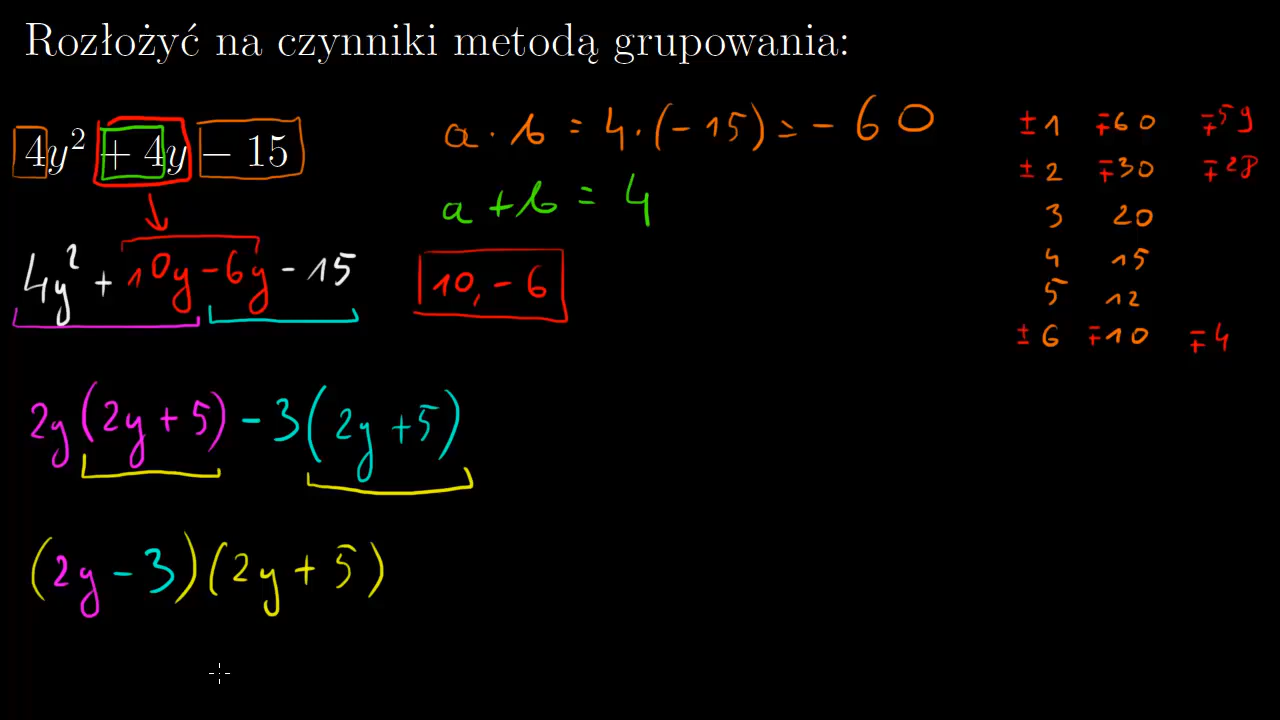 Rozłożyć na czynniki metodą grupowania:
4y² + 4y − 15
a · b = 4 · (−15) = − 60
a + b = 4
±1 ∓60 ∓59
±2 ∓30 ∓28
3 20
4 15
5 12
±6 ∓10 ∓4
4y² + 10y − 6y − 15
10, − 6
2y (2y + 5) − 3 (2y + 5)
(2y − 3) (2y + 5)